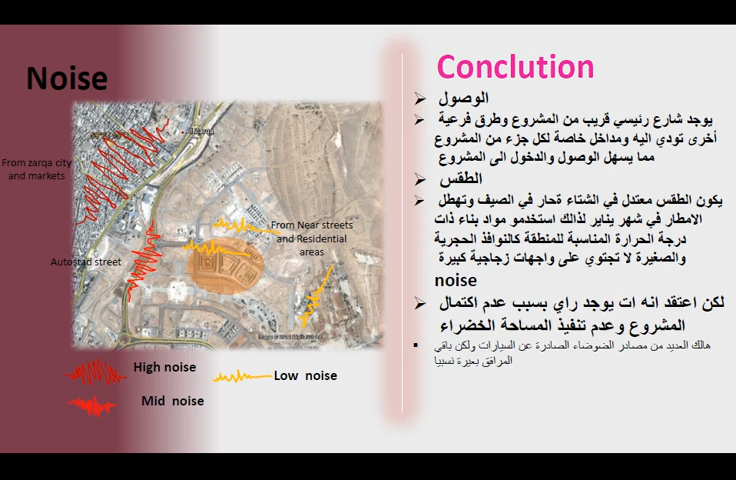 Noise
From zarqa city
and markets
From Near streets
and Residential
areas
Autostad street
High noise
Low noise
Mid noise
Conclution
الوصول
يوجد شارع رئيسي قريب من المشروع وطرق فرعية
أخرى تودي اليه ومداخل خاصة لكل جزء من المشروع
مما يسهل الوصول والدخول الى المشروع
الطقس
يكون الطقس معتدل في الشتاء قحار في الصيف وتهطل
الامطار في شهر يناير لذالك استخدمو مواد بناء ذات
درجة الحرارة المناسبة للمنطقة كالنوافذ الحجرية
والصغيرة لا تجتوي على واجهات زجاجية كبيرة
noise
لكن اعتقد انه ات يوجد راي بسبب عدم اكتمال
المشروع وعدم تنفيذ المساحة الخضراء
هالك العديد من مصادر الضوضاء الصادرة عن السيارات ولكن باقي
المرافق بعيرة نسبيا